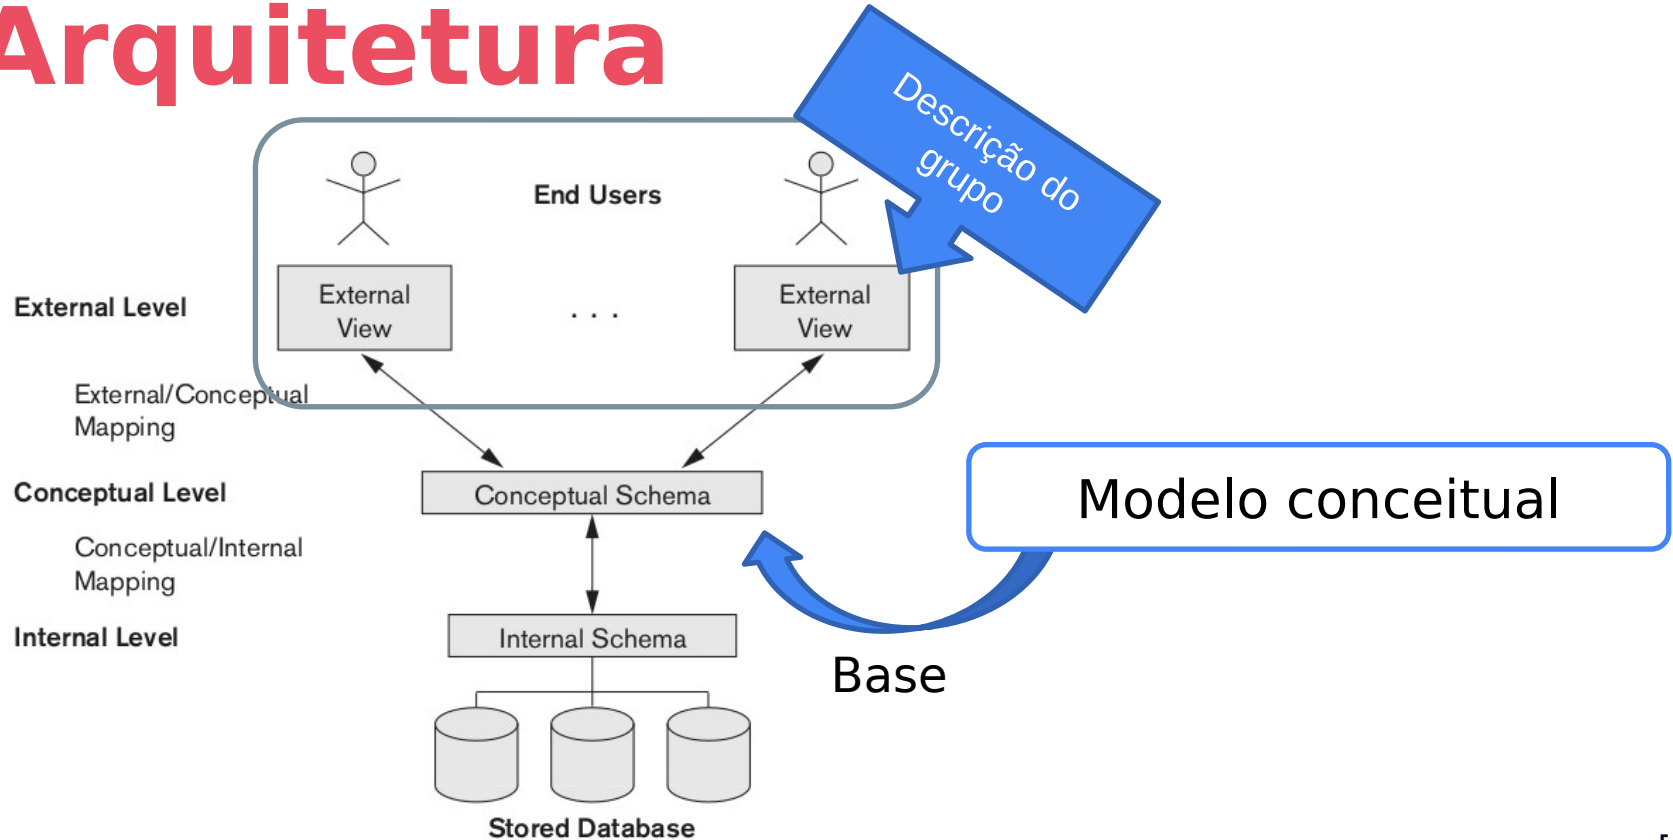 Arquitetura
Descrição do
grupo
End Users
External Level
External
View
. . .
External
View
External/Conceptual
Mapping
Conceptual Level
Conceptual Schema
Modelo conceitual
Conceptual/Internal
Mapping
Internal Level
Internal Schema
Base
Stored Database